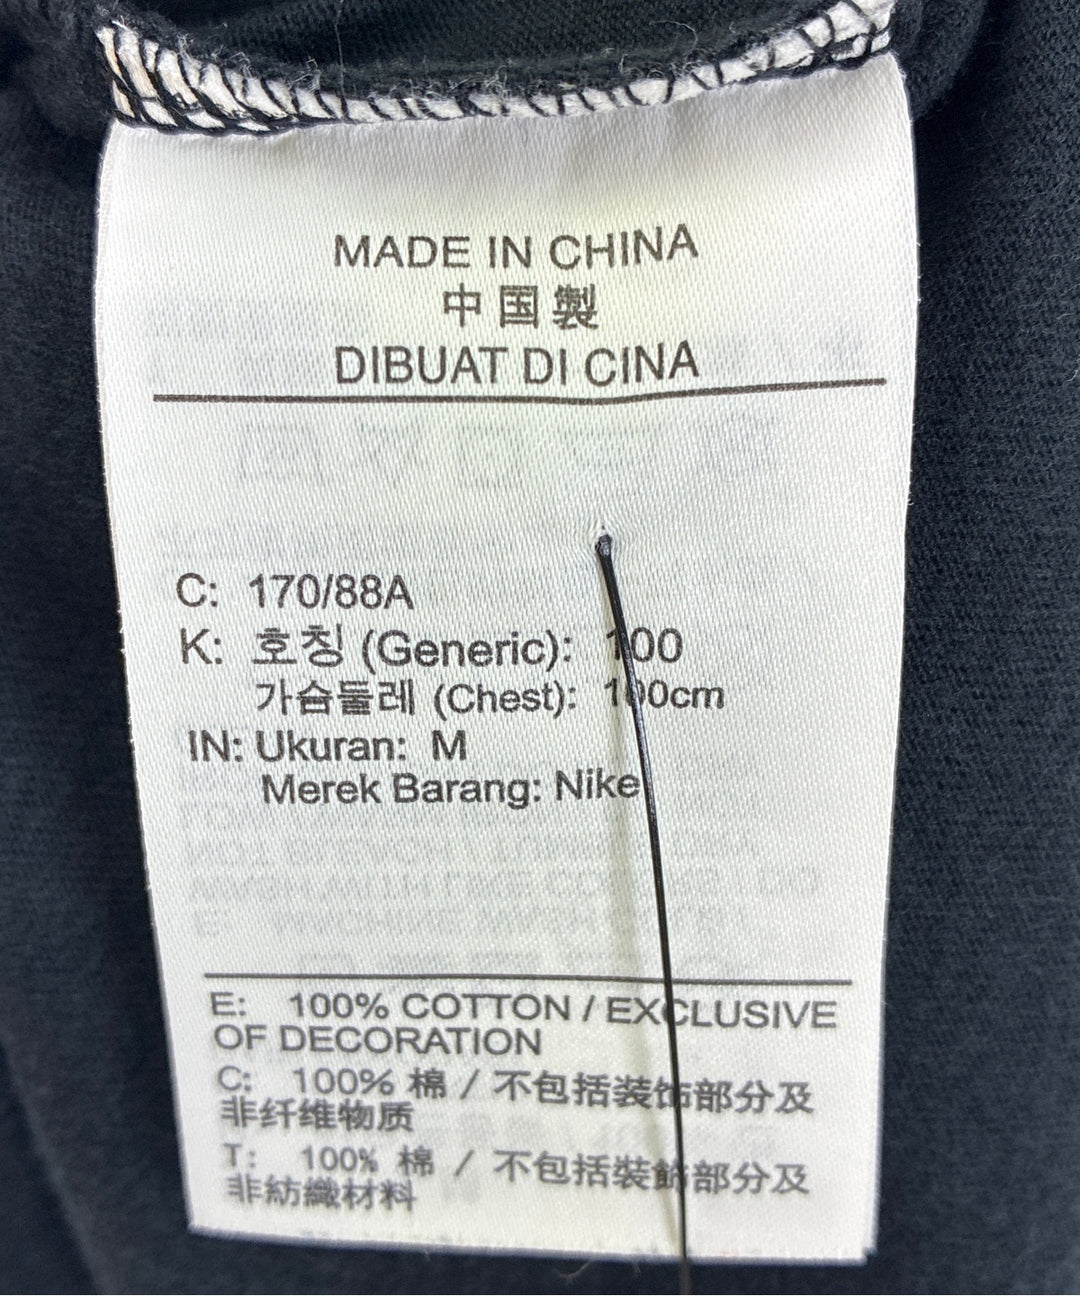 MADE IN CHINA
中国製
DIBUAT DI CINA
C: 170/88A
K: 호칭 (Generic): 100
가슴둘레 (Chest): 100cm
IN: Ukuran: M
Merek Barang: Nike
E: 100% COTTON / EXCLUSIVE
OF DECORATION
C: 100% 棉 / 不包括装饰部分及
非纤维物质
T: 100% 棉 / 不包括裝飾部分及
非紡織材料